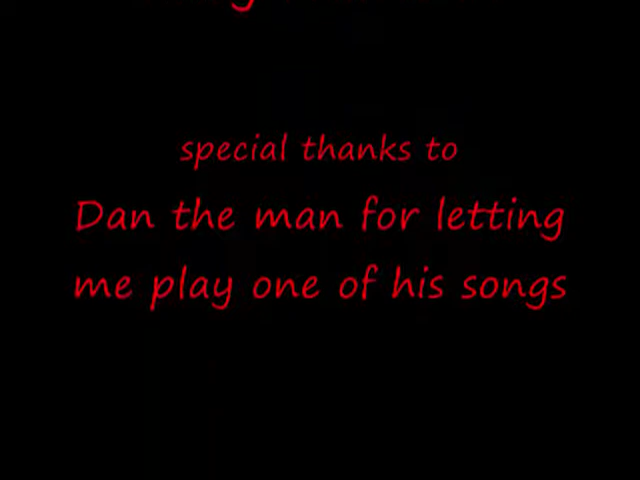 special thanks to
Dan the man for letting
me play one of his songs